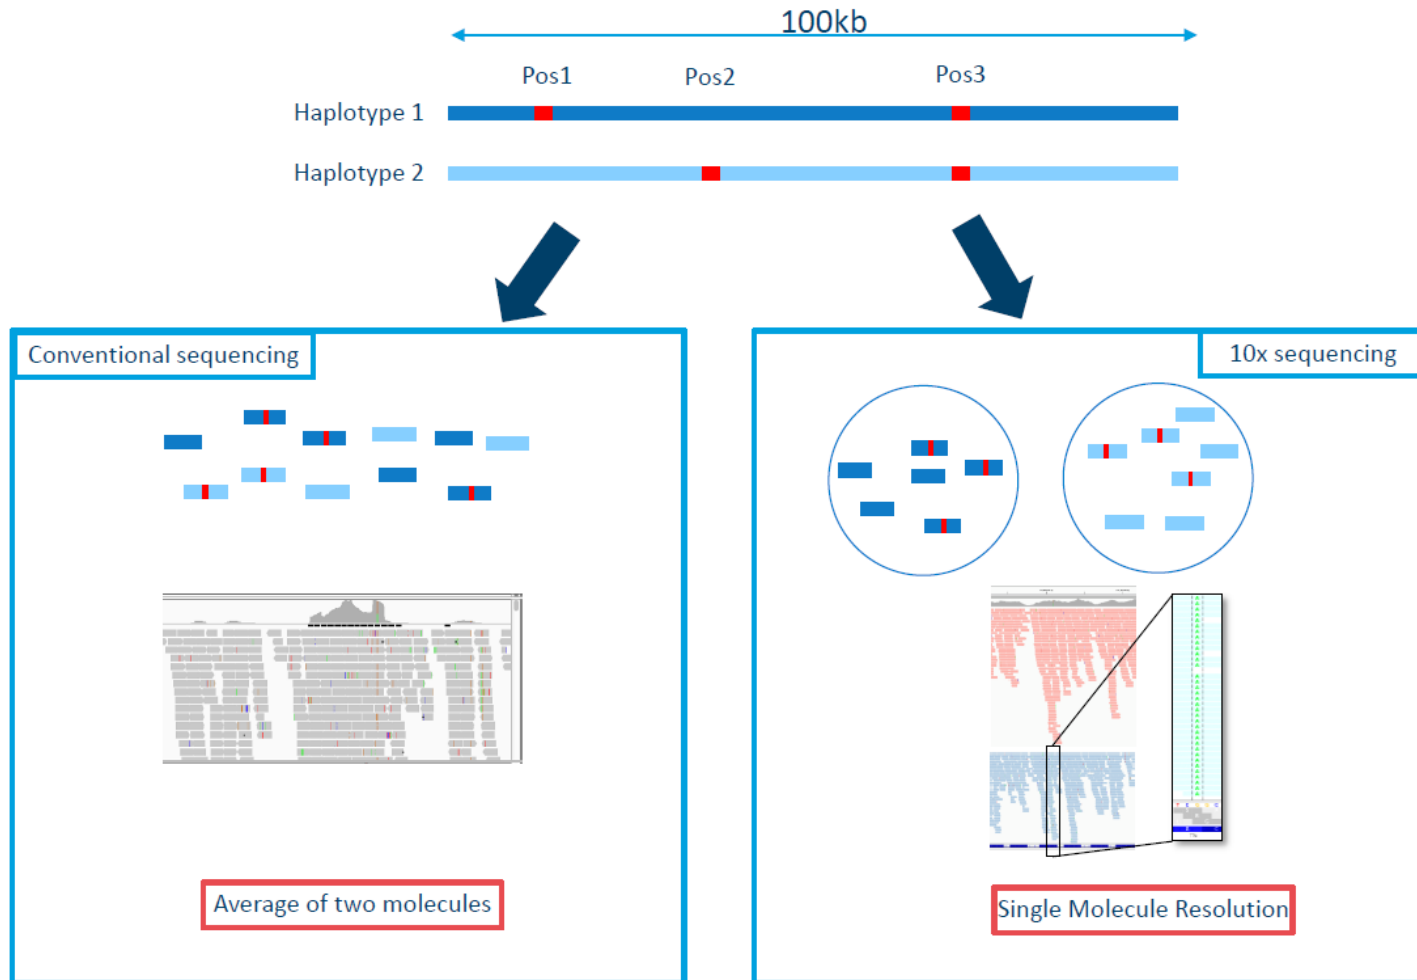 100kb
Pos1 Pos2 Pos3
Haplotype 1
Haplotype 2
Conventional sequencing
10x sequencing
Average of two molecules
Single Molecule Resolution